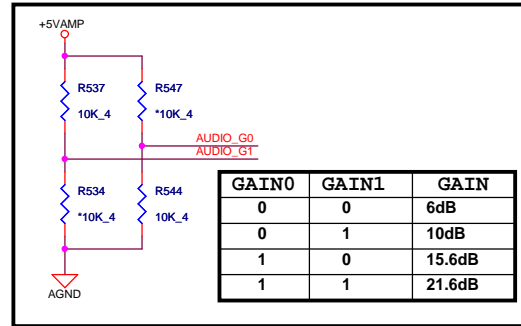 +5VAMP
R537
10K_4
R547
*10K_4
AUDIO_G0
AUDIO_G1
R534
*10K_4
R544
10K_4
AGND
GAIN0 GAIN1 GAIN
0 0 6dB
0 1 10dB
1 0 15.6dB
1 1 21.6dB